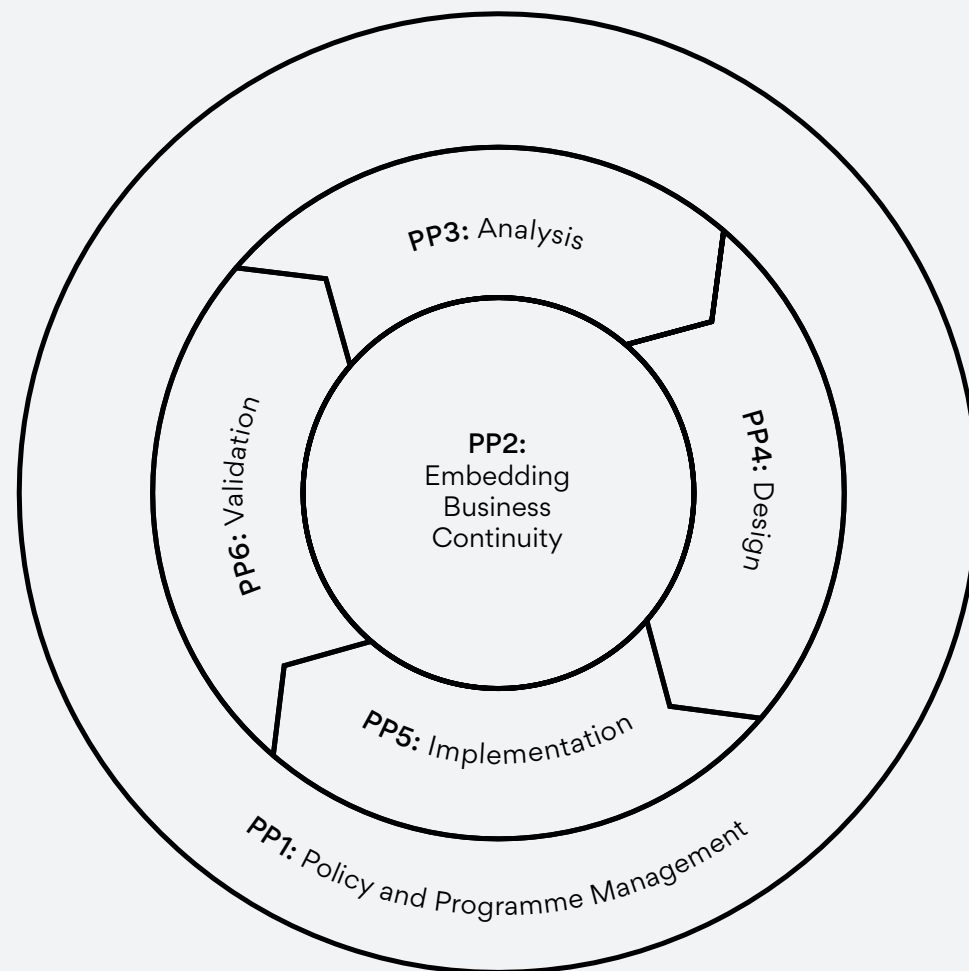 PP3: Analysis
PP4: Design
PP2:
Embedding
Business
Continuity
PP6: Validation
PP5: Implementation
PP1: Policy and Programme Management